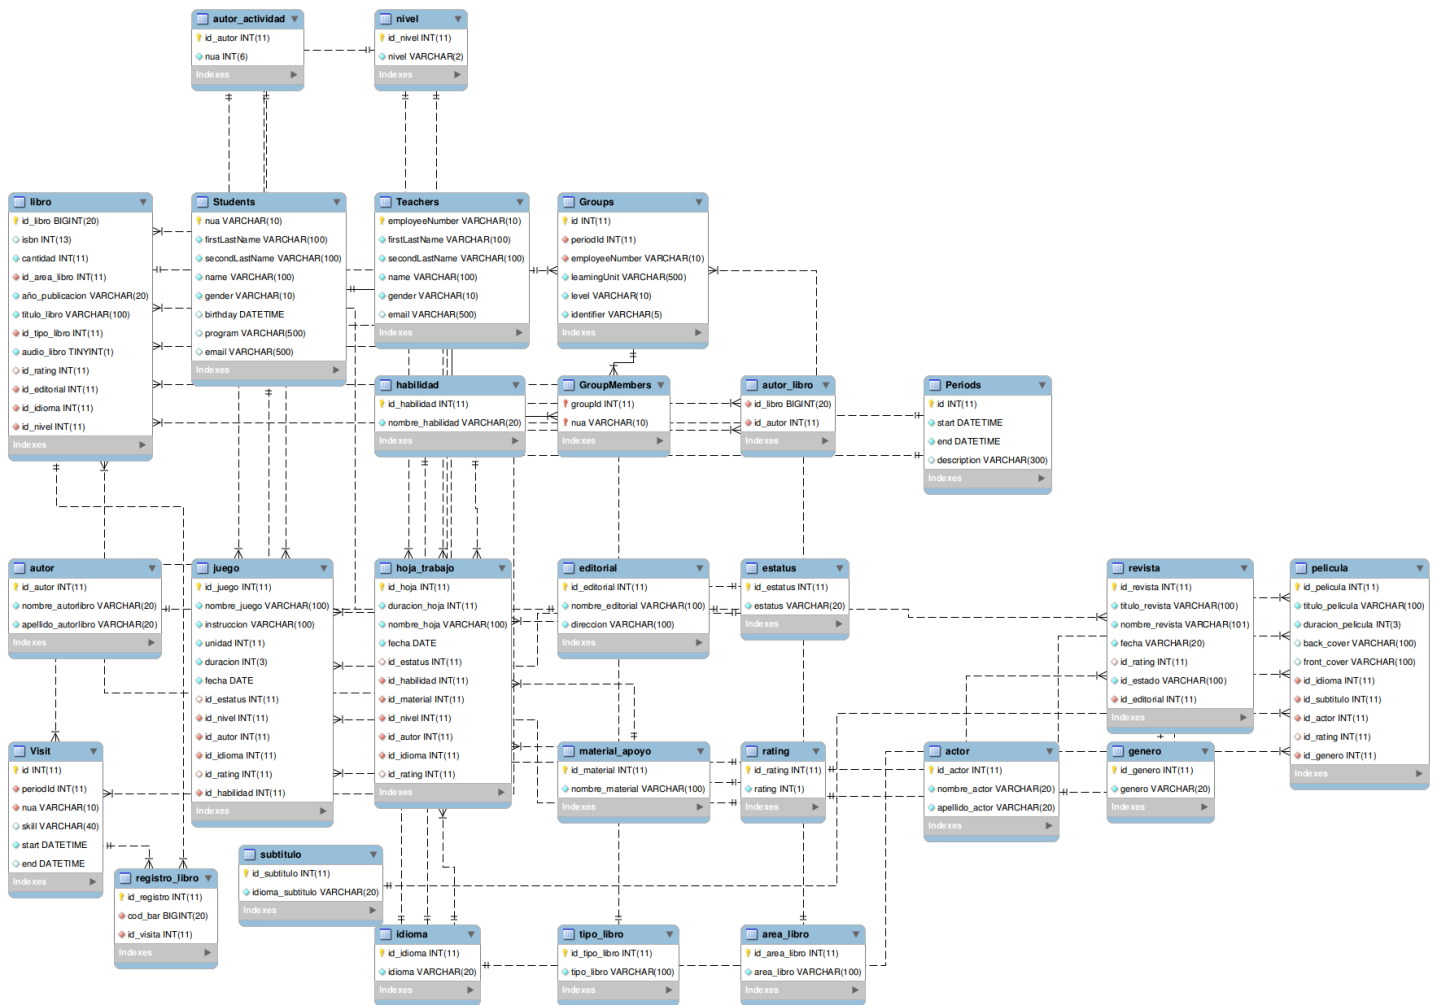 autor_actividad
id_autor INT(11)
nua INT(6)
Indexes
nivel
id_nivel INT(11)
nivel VARCHAR(2)
Indexes
libro
id_libro BIGINT(20)
isbn INT(13)
cantidad INT(11)
id_area_libro INT(11)
año_publicacion VARCHAR(20)
titulo_libro VARCHAR(100)
id_tipo_libro INT(11)
audio_libro TINYINT(1)
id_rating INT(11)
id_editorial INT(11)
id_idioma INT(11)
id_nivel INT(11)
Indexes
Students
nua VARCHAR(10)
firstLastName VARCHAR(100)
secondLastName VARCHAR(100)
name VARCHAR(100)
gender VARCHAR(10)
birthday DATETIME
program VARCHAR(500)
email VARCHAR(500)
Indexes
Teachers
employeeNumber VARCHAR(10)
firstLastName VARCHAR(100)
secondLastName VARCHAR(100)
name VARCHAR(100)
gender VARCHAR(10)
email VARCHAR(500)
Indexes
Groups
id INT(11)
periodId INT(11)
employeeNumber VARCHAR(10)
learningUnit VARCHAR(500)
level VARCHAR(10)
identifier VARCHAR(5)
Indexes
habilidad
id_habilidad INT(11)
nombre_habilidad VARCHAR(20)
Indexes
GroupMembers
groupId INT(11)
nua VARCHAR(10)
Indexes
autor_libro
id_libro BIGINT(20)
id_autor INT(11)
Indexes
Periods
id INT(11)
start DATETIME
end DATETIME
description VARCHAR(300)
Indexes
autor
id_autor INT(11)
nombre_autorlibro VARCHAR(20)
apellido_autorlibro VARCHAR(20)
Indexes
juego
id_juego INT(11)
nombre_juego VARCHAR(100)
instruccion VARCHAR(100)
unidad INT(11)
duracion INT(3)
fecha DATE
id_estatus INT(11)
id_nivel INT(11)
id_autor INT(11)
id_idioma INT(11)
id_rating INT(11)
id_habilidad INT(11)
Indexes
hoja_trabajo
id_hoja INT(11)
duracion_hoja INT(11)
nombre_hoja VARCHAR(100)
fecha DATE
id_estatus INT(11)
id_habilidad INT(11)
id_material INT(11)
id_nivel INT(11)
id_autor INT(11)
id_idioma INT(11)
id_rating INT(11)
Indexes
editorial
id_editorial INT(11)
nombre_editorial VARCHAR(100)
direccion VARCHAR(100)
Indexes
estatus
id_estatus INT(11)
estatus VARCHAR(20)
Indexes
revista
id_revista INT(11)
titulo_revista VARCHAR(100)
nombre_revista VARCHAR(101)
fecha VARCHAR(20)
id_rating INT(11)
id_estado VARCHAR(100)
id_editorial INT(11)
Indexes
pelicula
id_pelicula INT(11)
titulo_pelicula VARCHAR(100)
duracion_pelicula INT(3)
back_cover VARCHAR(100)
front_cover VARCHAR(100)
id_idioma INT(11)
id_subtitulo INT(11)
id_actor INT(11)
id_rating INT(11)
id_genero INT(11)
Indexes
Visit
id INT(11)
periodId INT(11)
nua VARCHAR(10)
skill VARCHAR(40)
start DATETIME
end DATETIME
Indexes
material_apoyo
id_material INT(11)
nombre_material VARCHAR(100)
Indexes
rating
id_rating INT(11)
rating INT(1)
Indexes
actor
id_actor INT(11)
nombre_actor VARCHAR(20)
apellido_actor VARCHAR(20)
Indexes
genero
id_genero INT(11)
genero VARCHAR(20)
Indexes
registro_libro
id_registro INT(11)
cod_bar BIGINT(20)
id_visita INT(11)
Indexes
subtitulo
id_subtitulo INT(11)
idioma_subtitulo VARCHAR(20)
Indexes
idioma
id_idioma INT(11)
idioma VARCHAR(20)
Indexes
tipo_libro
id_tipo_libro INT(11)
tipo_libro VARCHAR(100)
Indexes
area_libro
id_area_libro INT(11)
area_libro VARCHAR(100)
Indexes